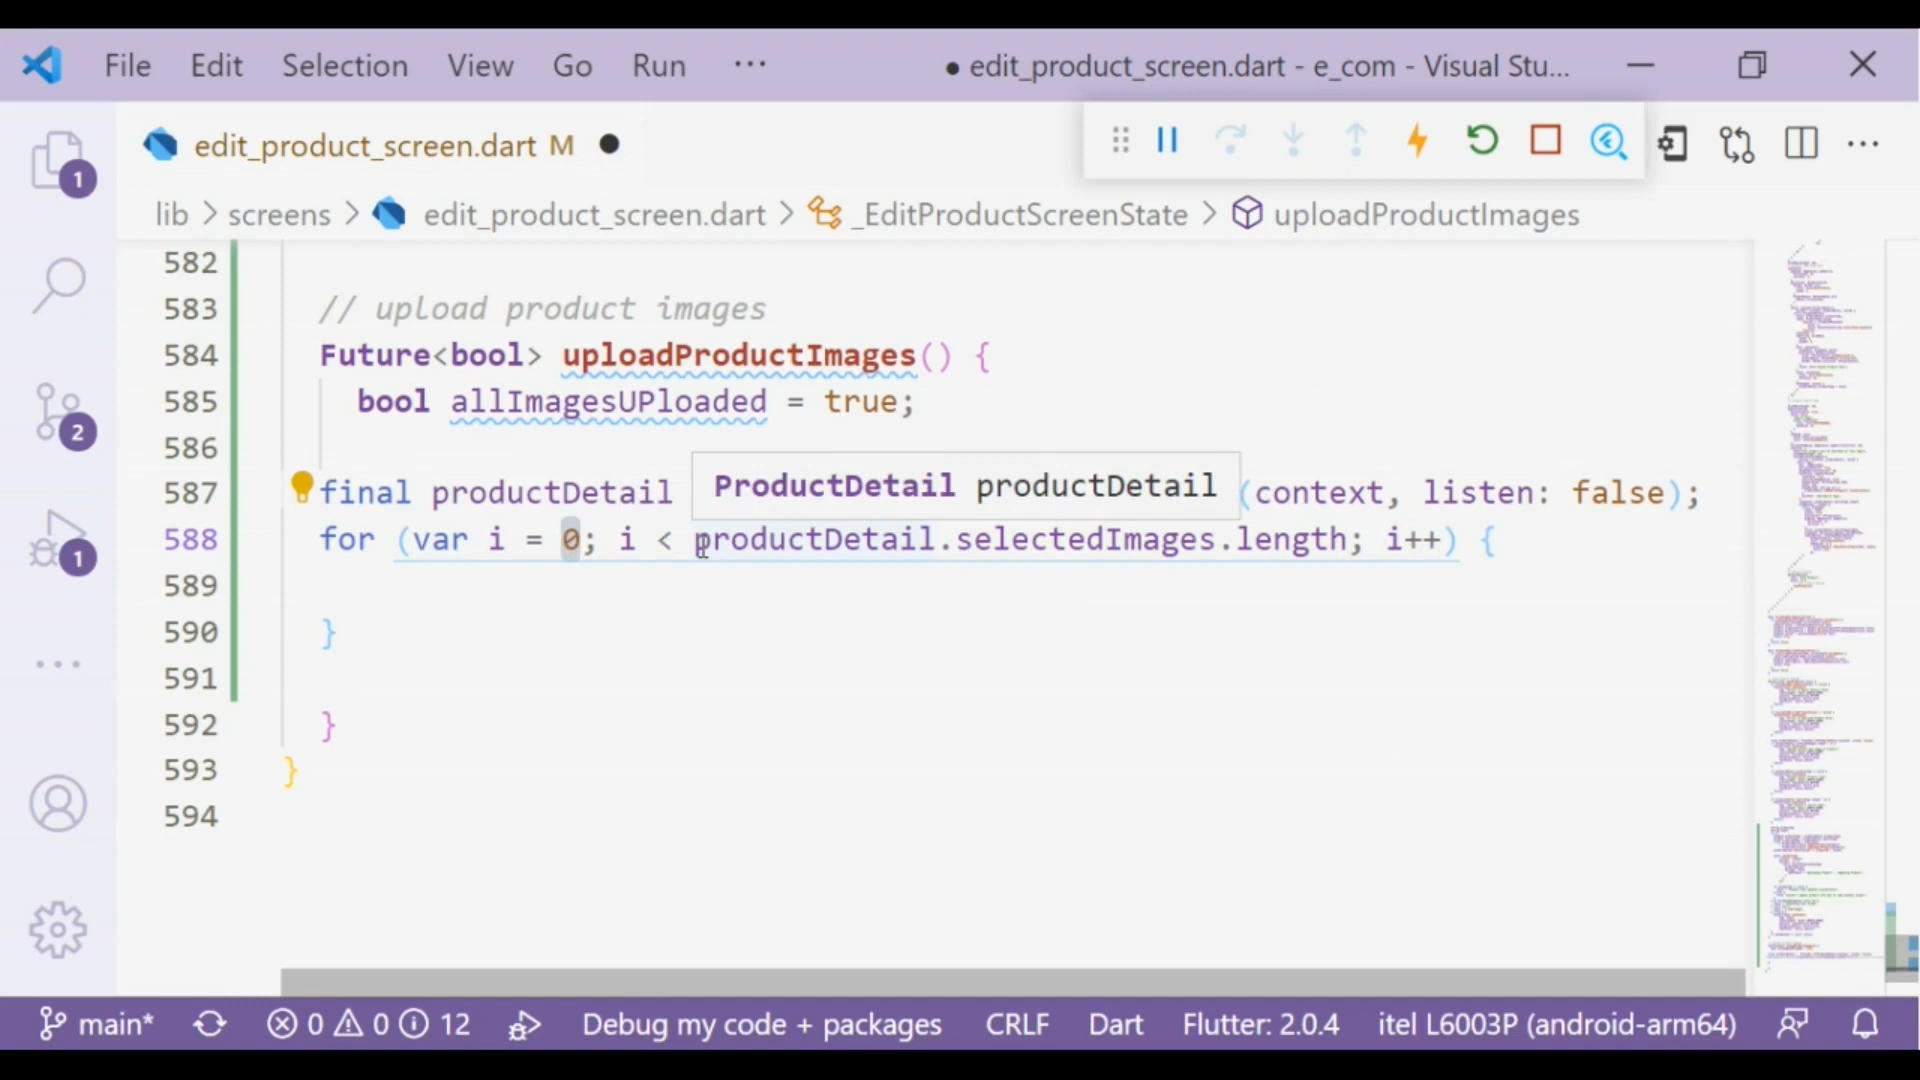 File Edit Selection View Go Run ··· ● edit_product_screen.dart - e_com - Visual Stu...
edit_product_screen.dart M ●
lib > screens > edit_product_screen.dart > _EditProductScreenState > uploadProductImages
582
583 // upload product images
584 Future<bool> uploadProductImages() {
585 bool allImagesUPloaded = true;
586
ProductDetail productDetail
587 final productDetail (context, listen: false);
588 for (var i = 0; i < productDetail.selectedImages.length; i++) {
589
590 }
591
592 }
593 }
594
1
2
1
main* 0 0 12 Debug my code + packages CRLF Dart Flutter: 2.0.4 itel L6003P (android-arm64)